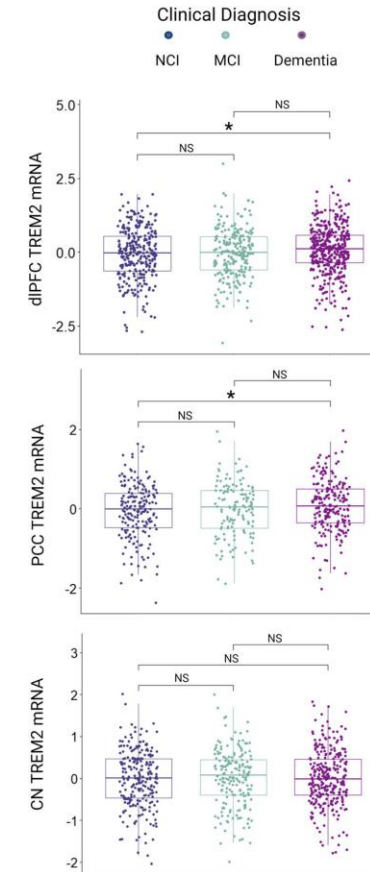 Clinical Diagnosis
NCI MCI Dementia
dlPFC TREM2 mRNA
5.0
2.5
0.0
-2.5
NS
*
NS
PCC TREM2 mRNA
2
0
-2
NS
*
NS
CN TREM2 mRNA
3
2
1
0
-1
-2
NS
NS
NS